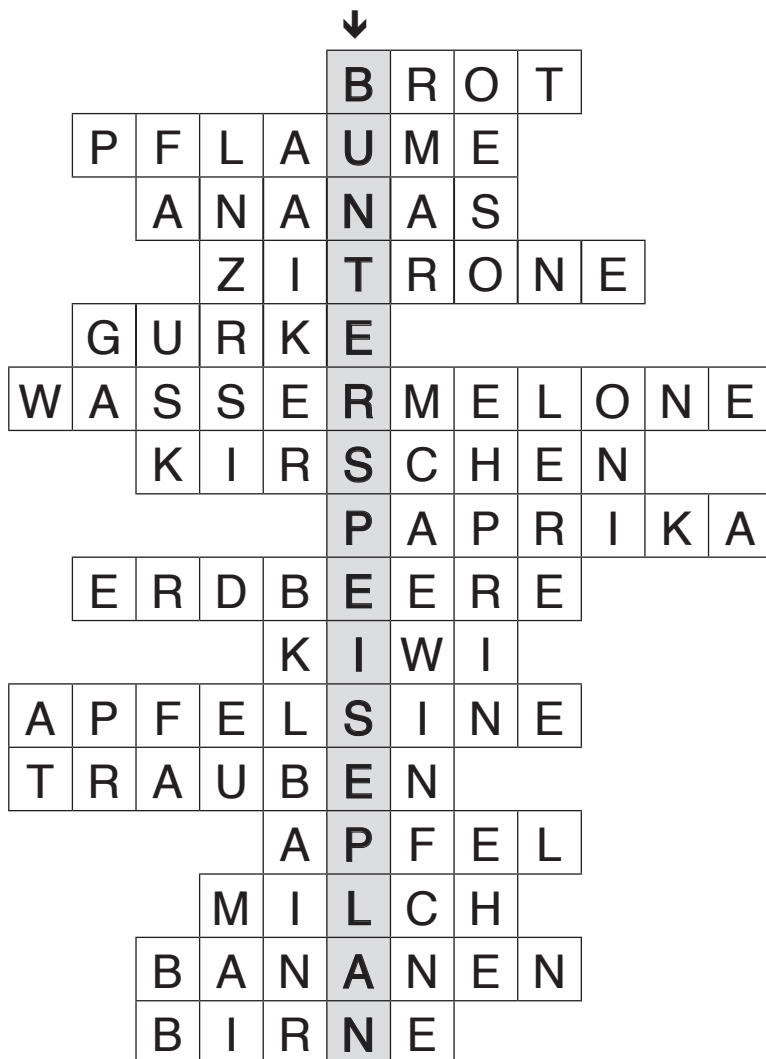 BROT
PFLAUME
ANANAS
ZITRONE
GURKE
WASSERMELONE
KIRSCHEN
PAPRIKA
ERDBEERE
KIWI
APFELSINE
TRAUBEN
APFEL
MILCH
BANANEN
BIRNE